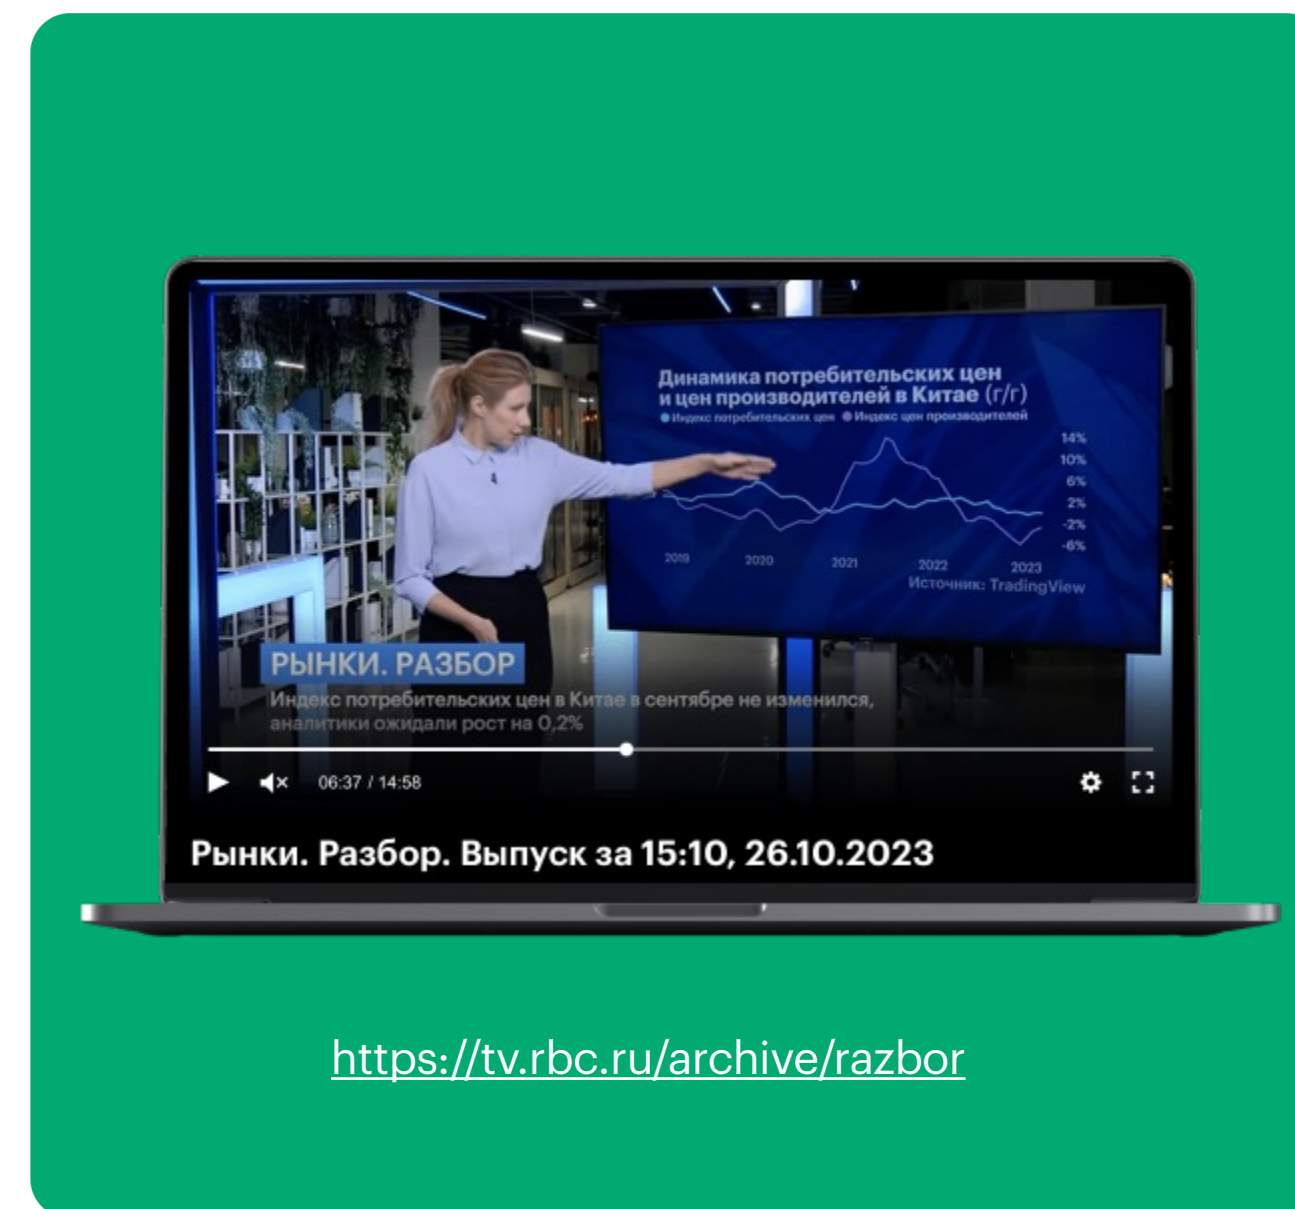 Динамика потребительских цен
и цен производителей в Китае (г/г)
Индекс потребительских цен Индекс цен производителей
14%
10%
6%
2%
-2%
-6%
2019 2020 2021 2022 2023
Источник: TradingView
РЫНКИ. РАЗБОР
Индекс потребительских цен в Китае в сентябре не изменился,
аналитики ожидали рост на 0,2%
06:37 / 14:58
Рынки. Разбор. Выпуск за 15:10, 26.10.2023
https://tv.rbc.ru/archive/razbor